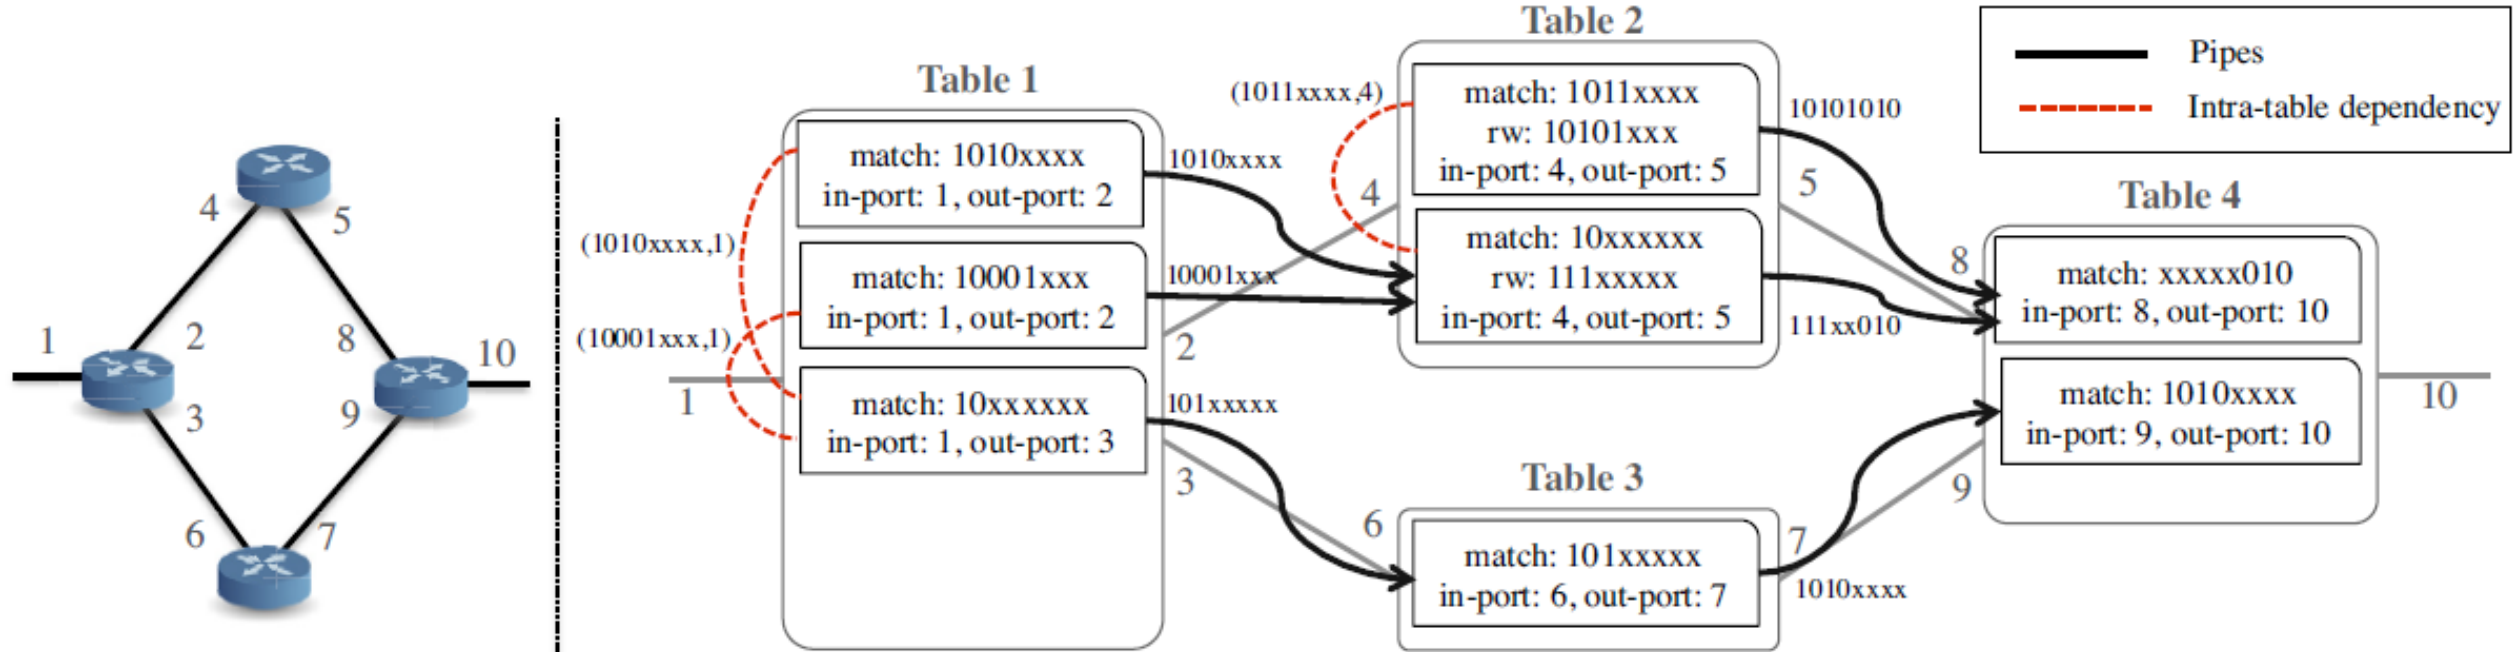 1
2
3
4
5
6
7
8
9
10
Table 1
match: 1010xxxx
in-port: 1, out-port: 2
match: 10001xxx
in-port: 1, out-port: 2
match: 10xxxxxx
in-port: 1, out-port: 3
(1010xxxx,1)
(10001xxx,1)
1
1010xxxx
10001xxx
2
101xxxxx
3
Table 2
(1011xxxx,4)
4
match: 1011xxxx
rw: 10101xxx
in-port: 4, out-port: 5
match: 10xxxxxx
rw: 111xxxxx
in-port: 4, out-port: 5
10101010
5
111xx010
Table 3
6
match: 101xxxxx
in-port: 6, out-port: 7
7
1010xxxx
Table 4
8
match: xxxxx010
in-port: 8, out-port: 10
match: 1010xxxx
in-port: 9, out-port: 10
9
10
Pipes
Intra-table dependency